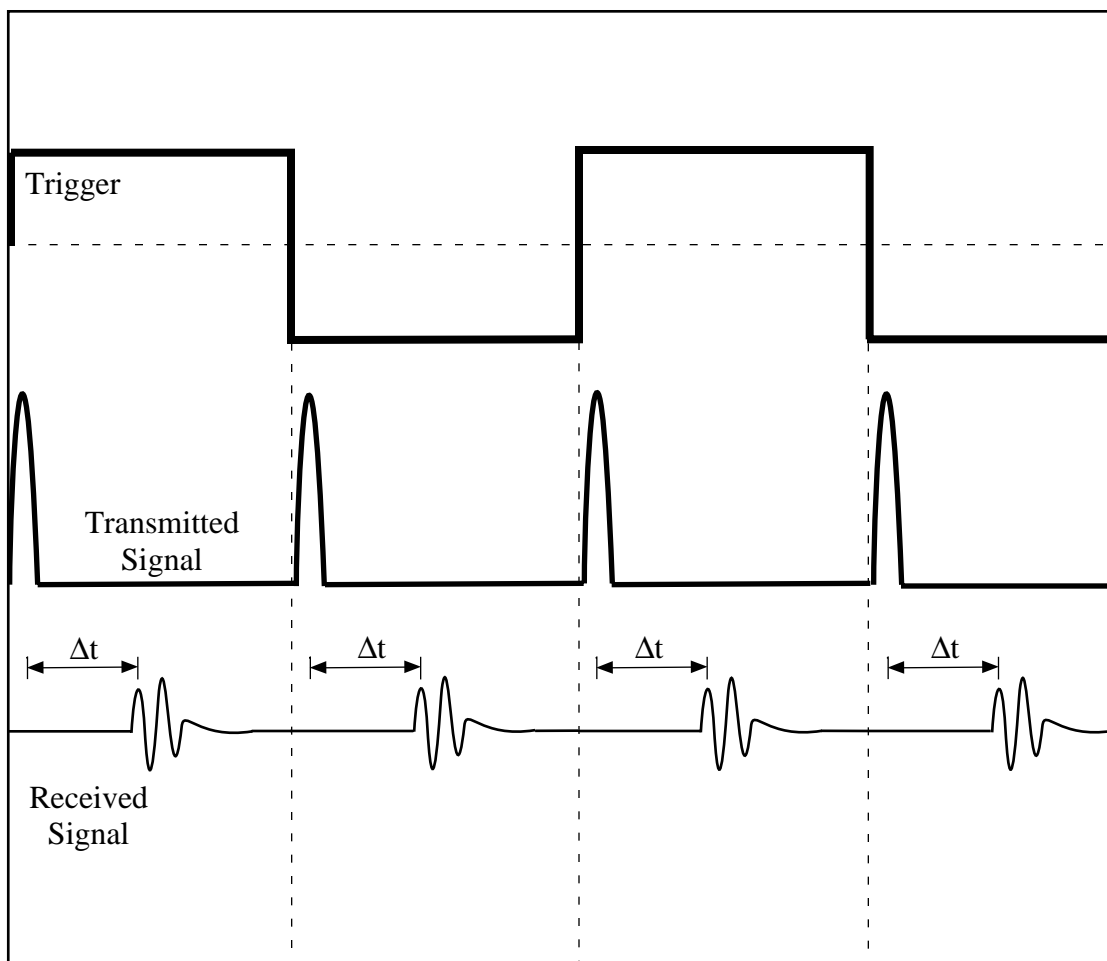 Trigger
Transmitted
Signal
Δt Δt Δt Δt
Received
Signal